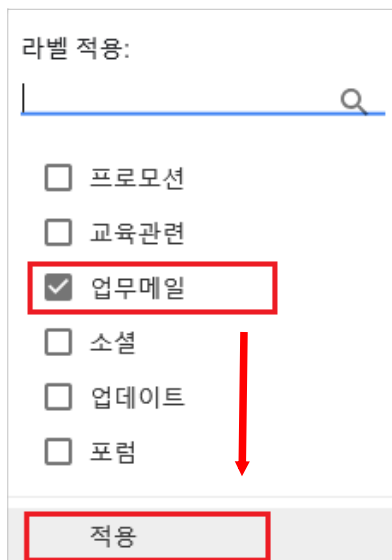 라벨 적용:
프로모션
교육관련
업무메일
소셜
업데이트
포럼
적용